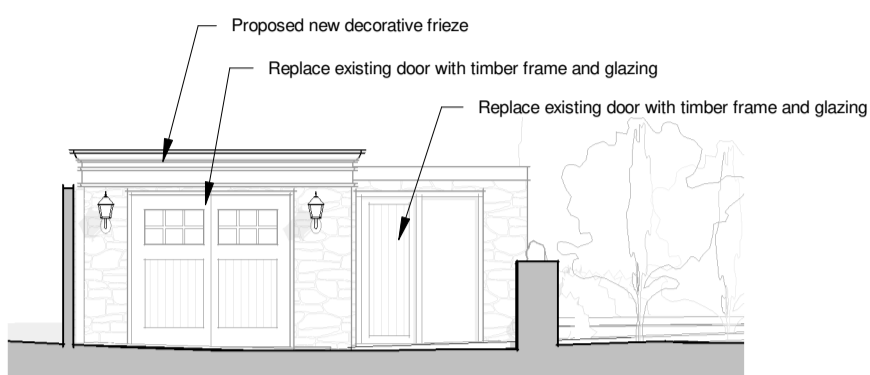 Proposed new decorative frieze
Replace existing door with timber frame and glazing
Replace existing door with timber frame and glazing